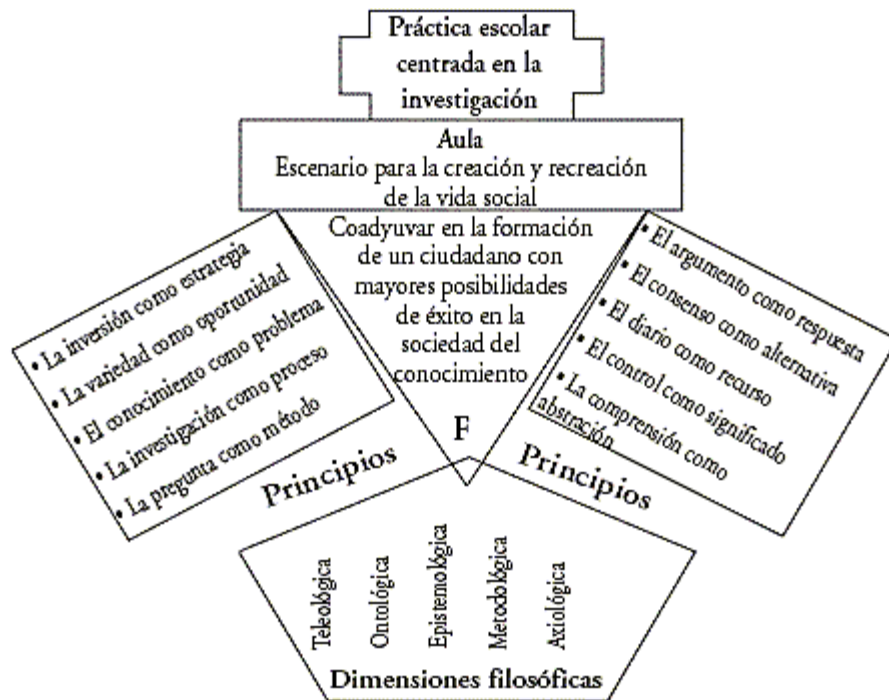 Práctica escolar
centrada en la
investigación
Aula
Escenario para la creación y recreación
de la vida social
Coadyuvar en la formación
de un ciudadano con
mayores posibilidades
de éxito en la
sociedad del
conocimiento
F
• La inversión como estrategia
• La variedad como oportunidad
• El conocimiento como problema
• La investigación como proceso
• La pregunta como método
Principios
• El argumento como respuesta
• El consenso como alternativa
• El diario como recurso
• El control como significado
• La comprensión como
abstración
Principios
Teleológica
Ontológica
Epistemológica
Metodológica
Axiológica
Dimensiones filosóficas